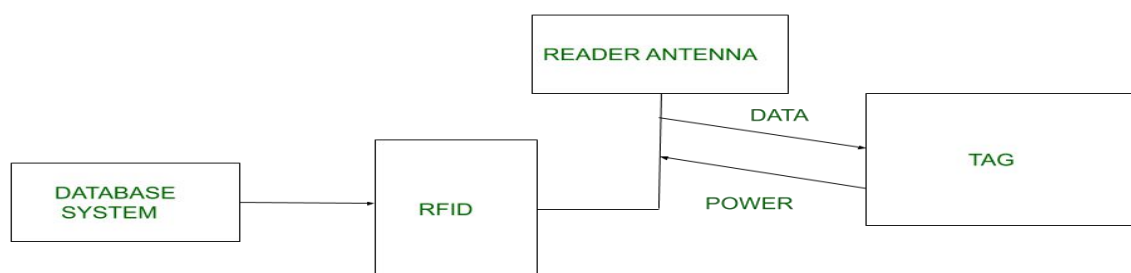 READER ANTENNA
DATA
TAG
DATABASE
SYSTEM
RFID
POWER